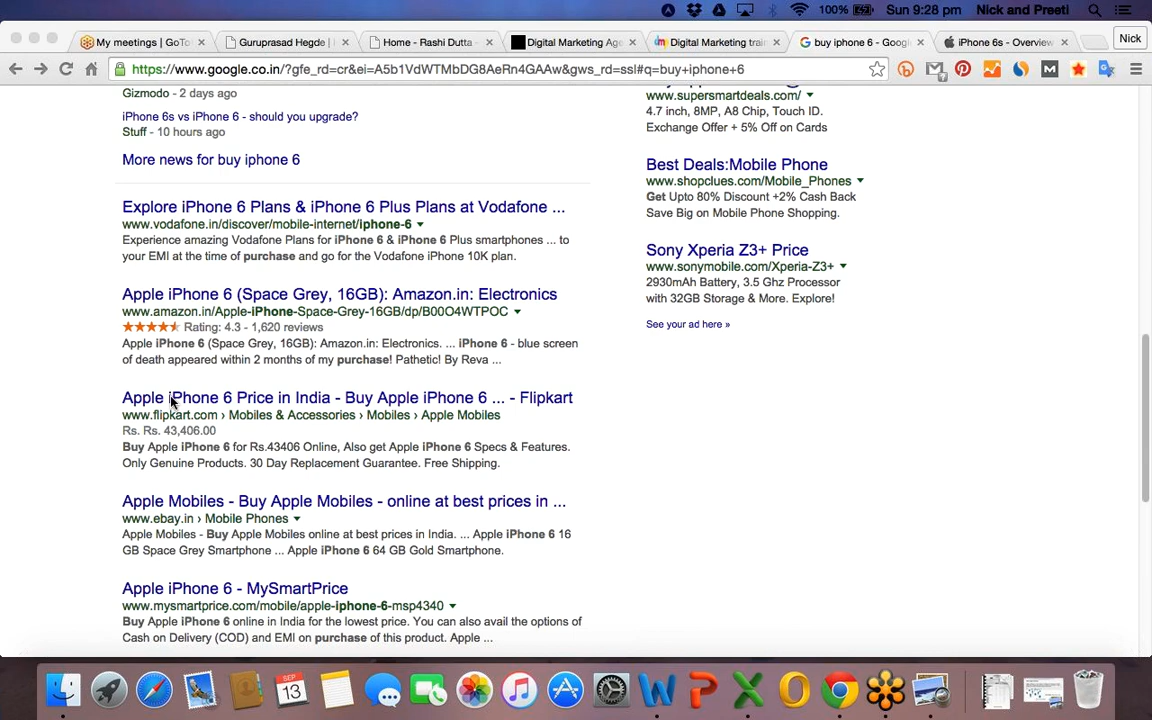 100%
Sun 9:28 pm
Nick and Preeti
My meetings | GoTo
Guruprasad Hegde |
Home - Rashi Dutta -
Digital Marketing Age
Digital Marketing train
buy iphone 6 - Google
iPhone 6s - Overview
Nick
https://www.google.co.in/?gfe_rd=cr&ei=A5b1VdWTMbDG8AeRn4GAAw&gws_rd=ssl#q=buy+iphone+6
Gizmodo - 2 days ago
iPhone 6s vs iPhone 6 - should you upgrade?
Stuff - 10 hours ago
More news for buy iphone 6
Explore iPhone 6 Plans & iPhone 6 Plus Plans at Vodafone ...
www.vodafone.in/discover/mobile-internet/iphone-6
Experience amazing Vodafone Plans for iPhone 6 & iPhone 6 Plus smartphones ... to
your EMI at the time of purchase and go for the Vodafone iPhone 10K plan.
Apple iPhone 6 (Space Grey, 16GB): Amazon.in: Electronics
www.amazon.in/Apple-iPhone-Space-Grey-16GB/dp/B00O4WTPOC
Rating: 4.3 - 1,620 reviews
Apple iPhone 6 (Space Grey, 16GB): Amazon.in: Electronics. ... iPhone 6 - blue screen
of death appeared within 2 months of my purchase! Pathetic! By Reva ...
Apple iPhone 6 Price in India - Buy Apple iPhone 6 ... - Flipkart
www.flipkart.com › Mobiles & Accessories › Mobiles › Apple Mobiles
Rs. Rs. 43,406.00
Buy Apple iPhone 6 for Rs.43406 Online, Also get Apple iPhone 6 Specs & Features.
Only Genuine Products. 30 Day Replacement Guarantee. Free Shipping.
Apple Mobiles - Buy Apple Mobiles - online at best prices in ...
www.ebay.in › Mobile Phones
Apple Mobiles - Buy Apple Mobiles online at best prices in India. ... Apple iPhone 6 16
GB Space Grey Smartphone ... Apple iPhone 6 64 GB Gold Smartphone.
Apple iPhone 6 - MySmartPrice
www.mysmartprice.com/mobile/apple-iphone-6-msp4340
Buy Apple iPhone 6 online in India for the lowest price. You can also avail the options of
Cash on Delivery (COD) and EMI on purchase of this product. Apple ...
www.supersmartdeals.com/
4.7 inch, 8MP, A8 Chip, Touch ID.
Exchange Offer + 5% Off on Cards
Best Deals:Mobile Phone
www.shopclues.com/Mobile_Phones
Get Upto 80% Discount +2% Cash Back
Save Big on Mobile Phone Shopping.
Sony Xperia Z3+ Price
www.sonymobile.com/Xperia-Z3+
2930mAh Battery, 3.5 Ghz Processor
with 32GB Storage & More. Explore!
See your ad here »
SEP
13